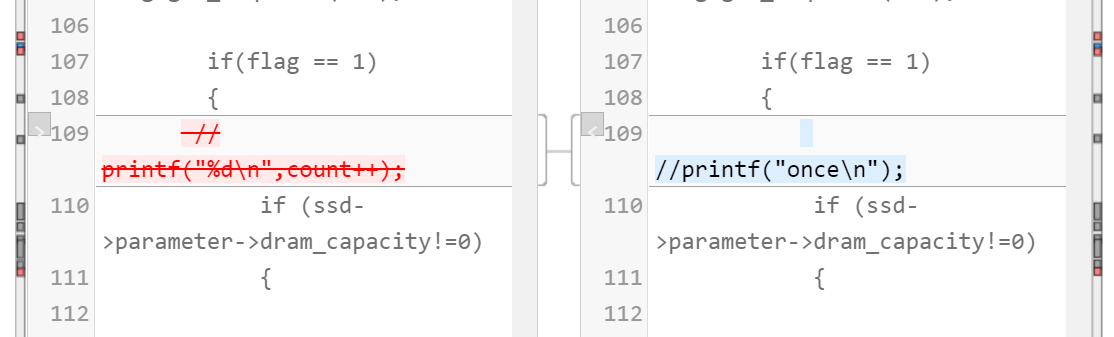 106
107 if(flag == 1)
108 {
109 //
printf("%d\n",count++);
110 if (ssd-
>parameter->dram_capacity!=0)
111 {
112
106
107 if(flag == 1)
108 {
109
//printf("once\n");
110 if (ssd-
>parameter->dram_capacity!=0)
111 {
112